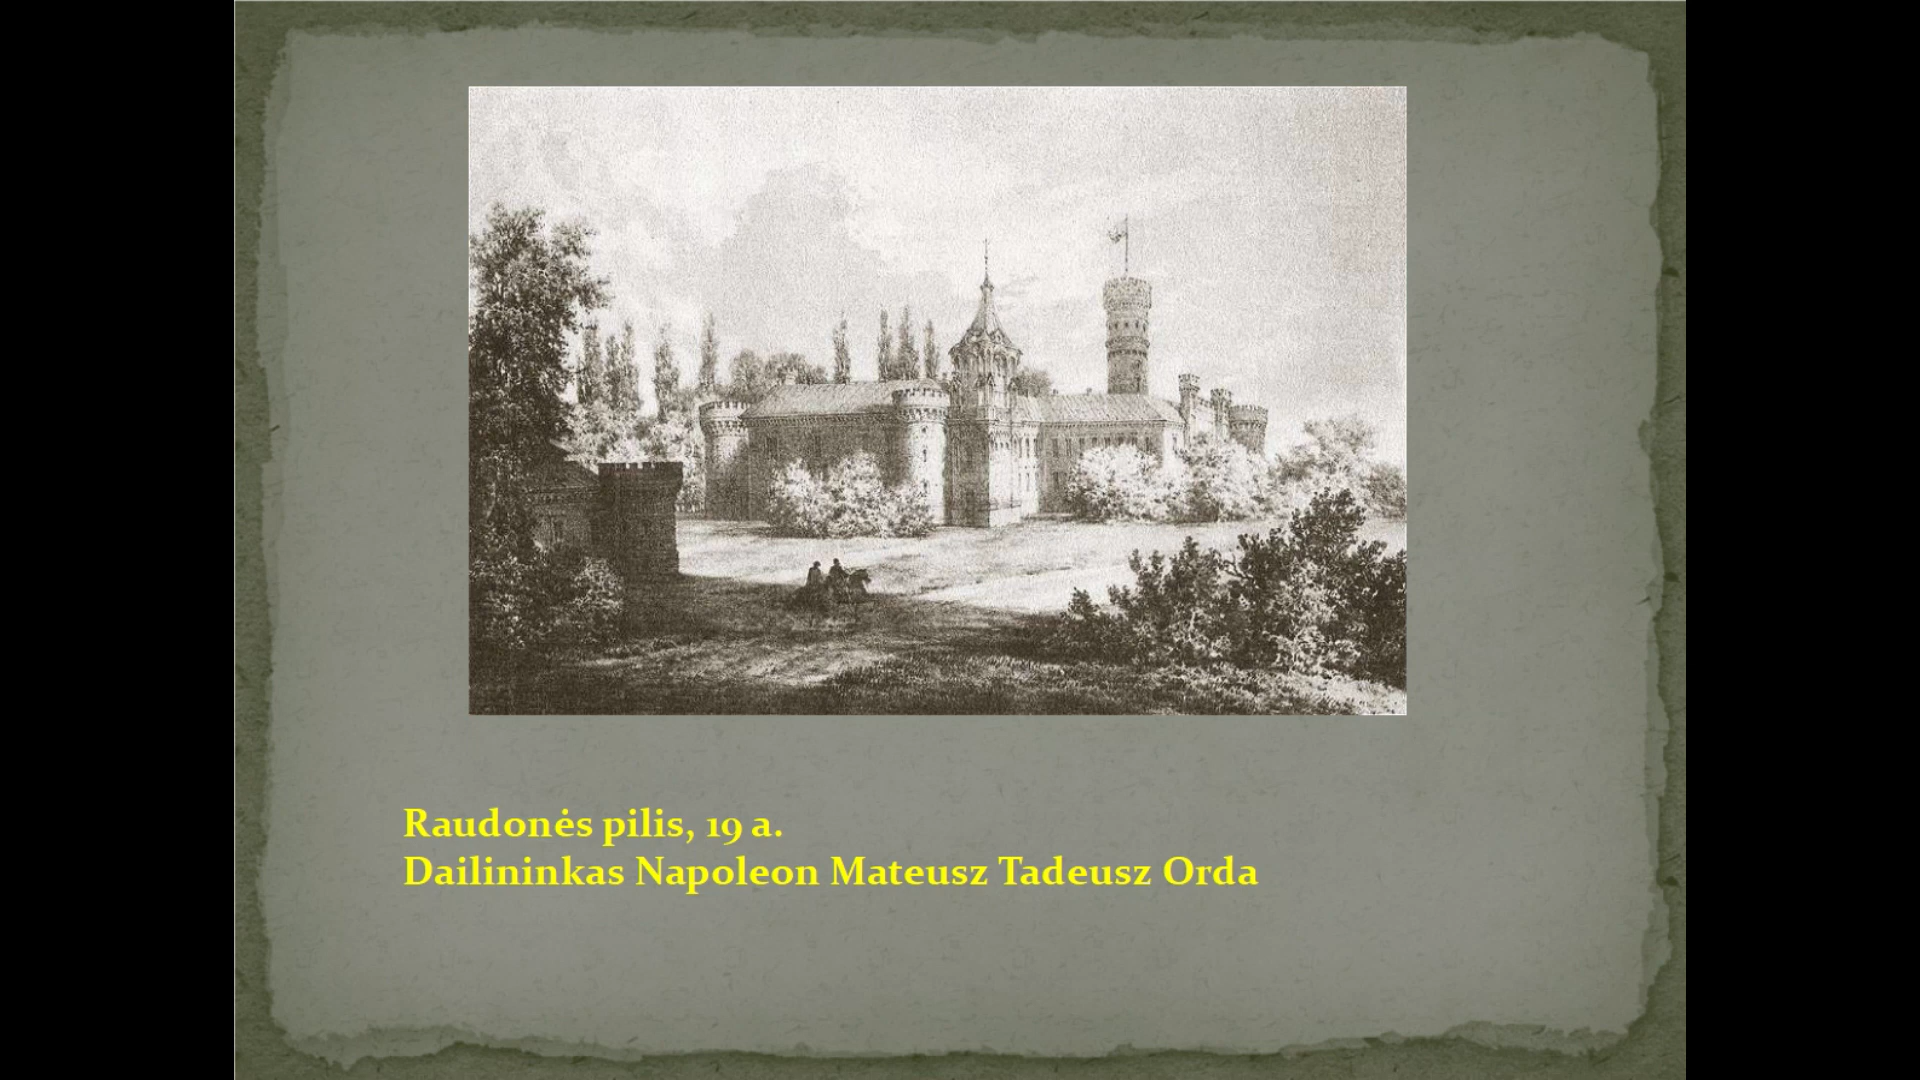 Raudonės pilis, 19 a.
Dailininkas Napoleon Mateusz Tadeusz Orda